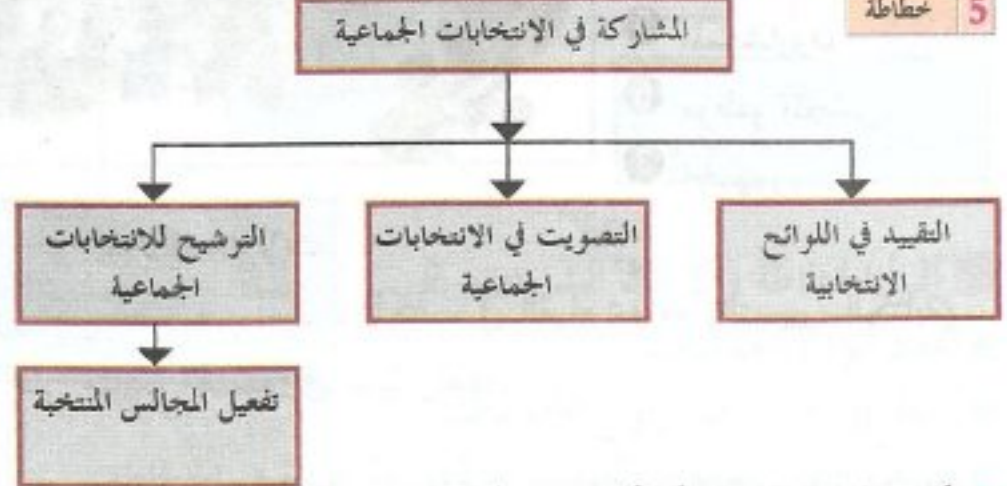 5 خطاطة
المشاركة في الانتخابات الجماعية
التقييد في اللوائح
الانتخابية
التصويت في الانتخابات
الجماعية
الترشيح للانتخابات
الجماعية
تفعيل المجالس المنتخبة